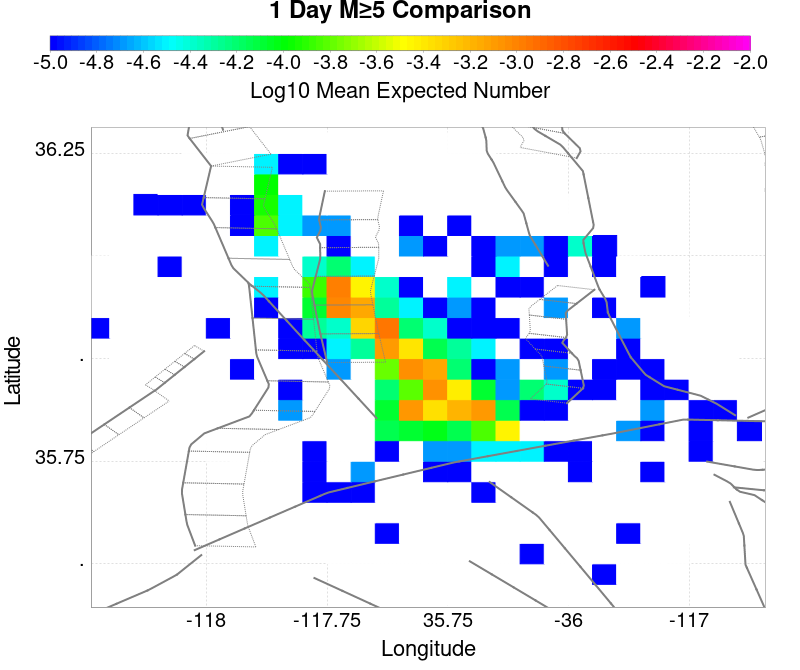 1 Day M≥5 Comparison
-5.0 -4.8 -4.6 -4.4 -4.2 -4.0 -3.8 -3.6 -3.4 -3.2 -3.0 -2.8 -2.6 -2.4 -2.2 -2.0
Log10 Mean Expected Number
36.25
.
35.75
.
Latitude
-118 -117.75 35.75 -36 -117
Longitude